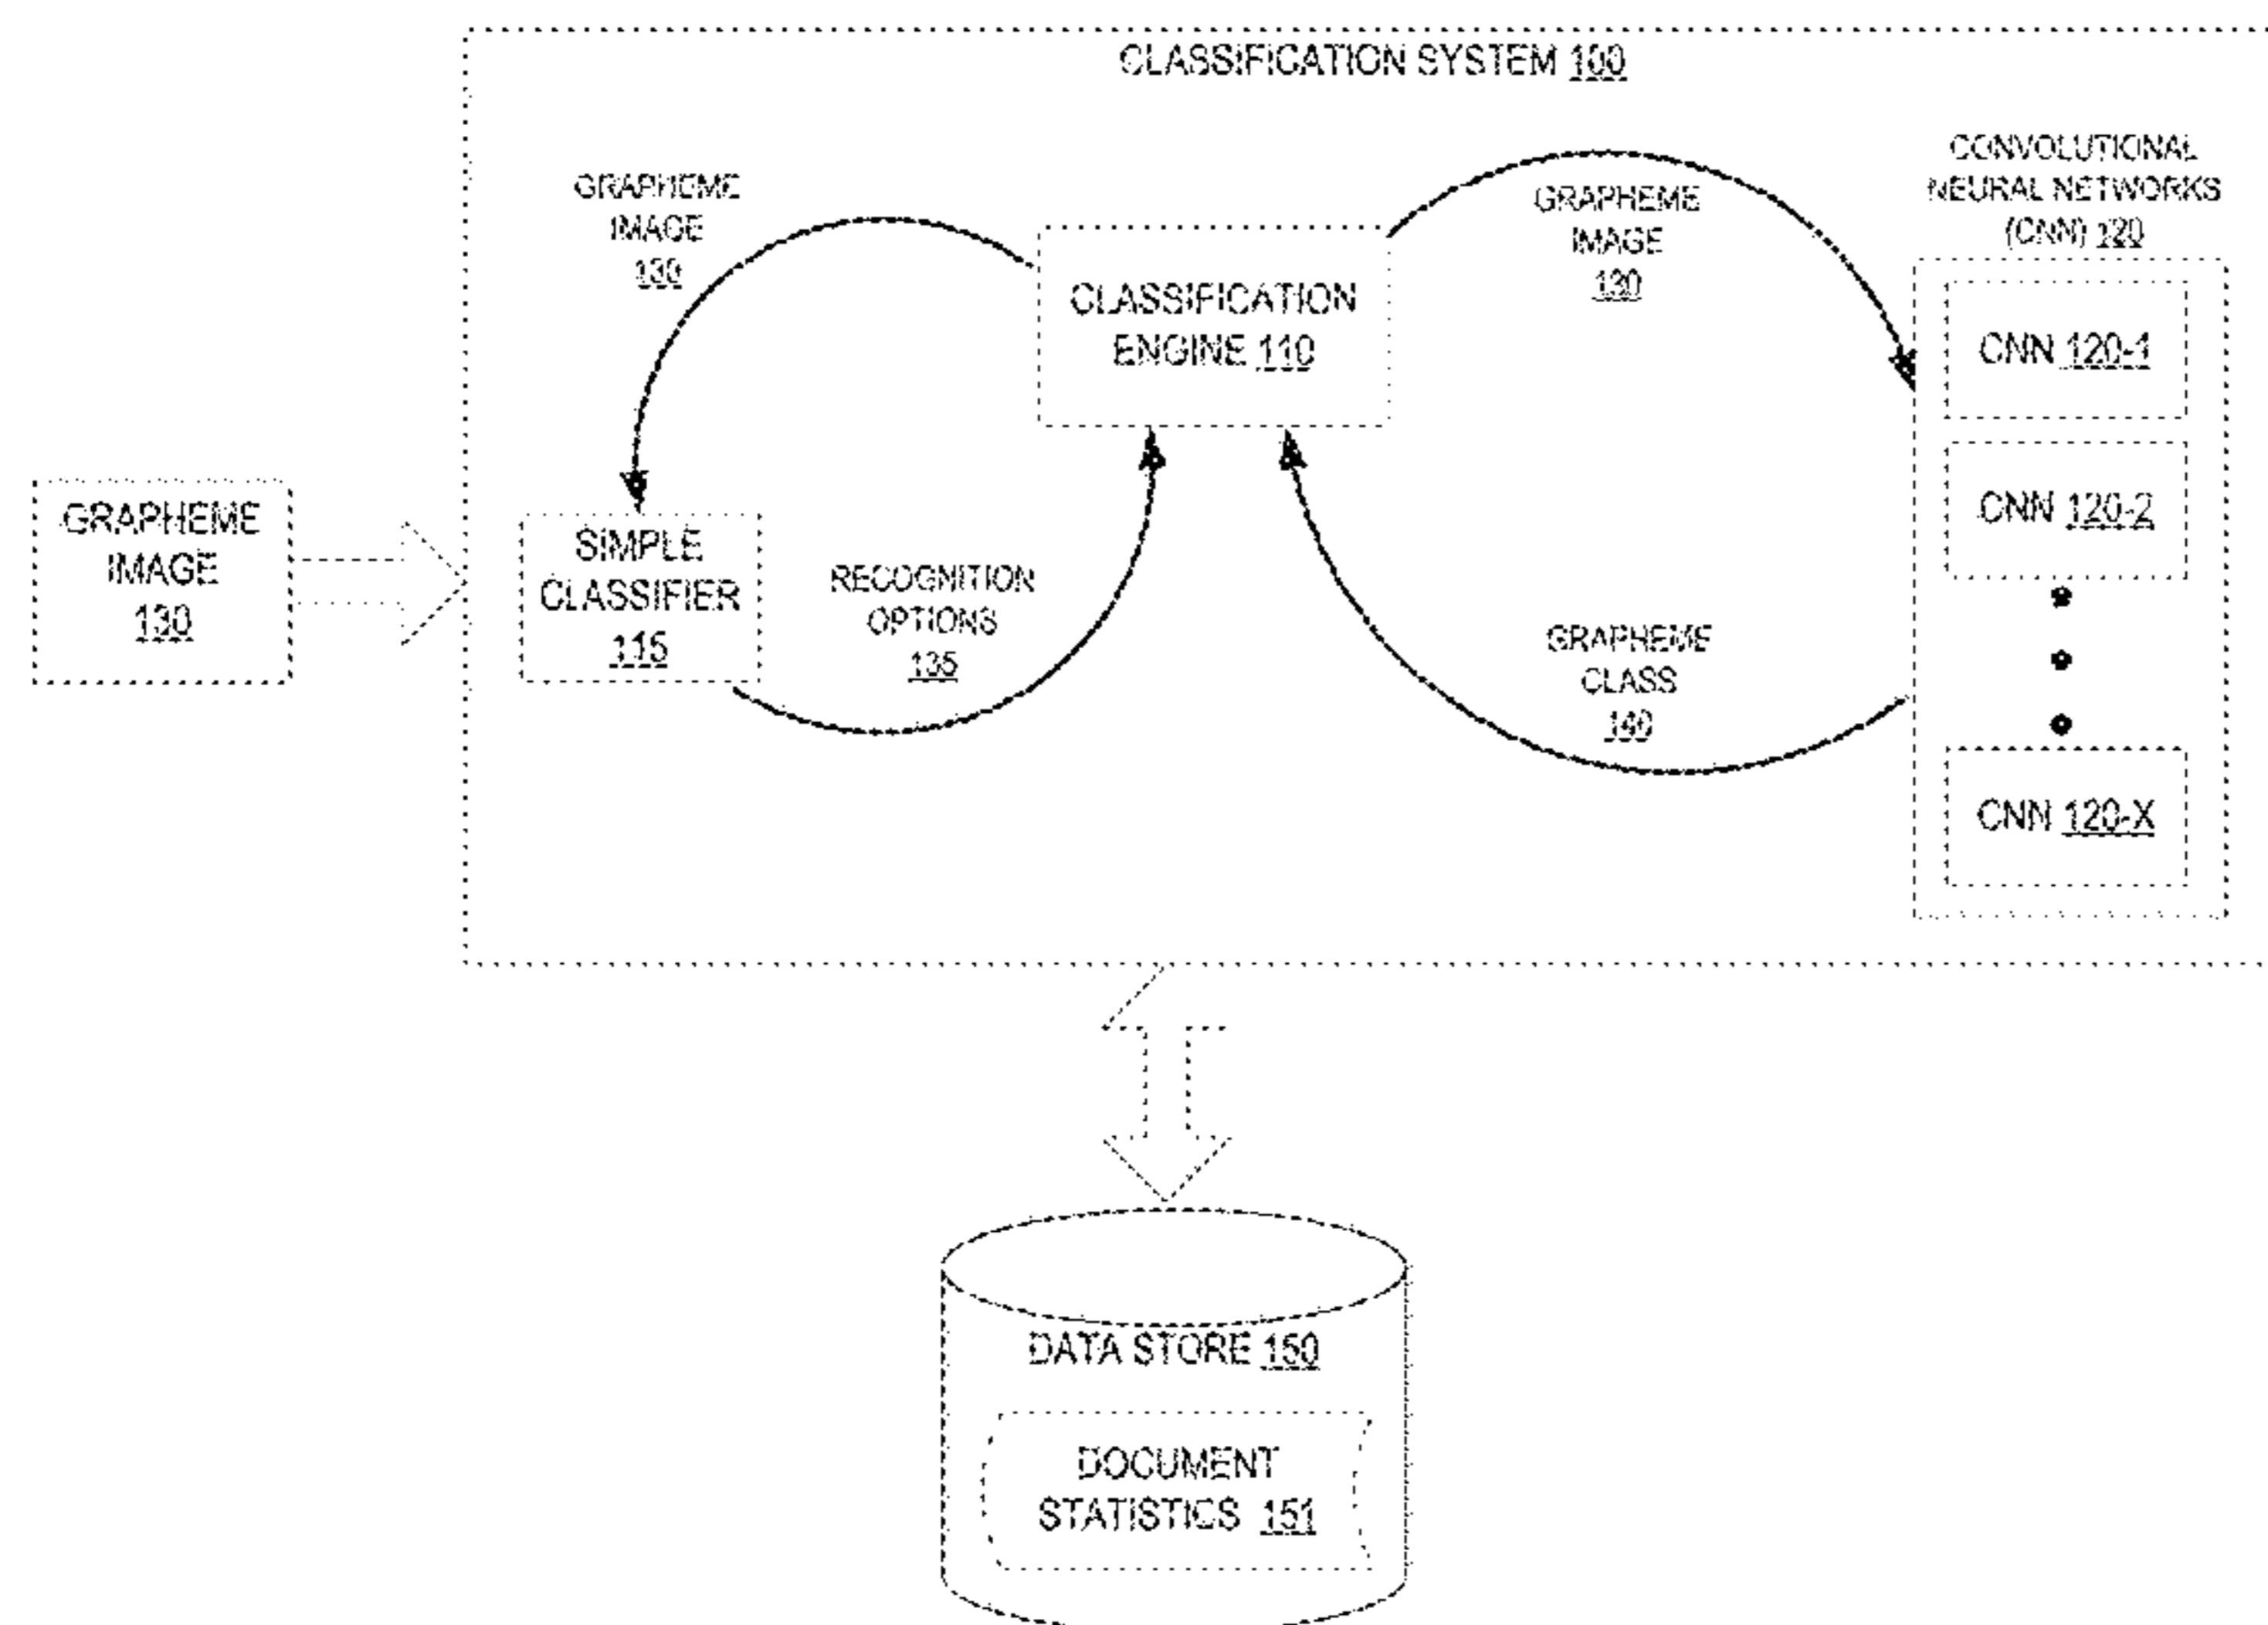 CLASSIFICATION SYSTEM 100
CONVOLUTIONAL
NEURAL NETWORKS
(CNN) 120
GRAPHEME
IMAGE
130
GRAPHEME
IMAGE
130
CLASSIFICATION
ENGINE 110
CNN 120-1
CNN 120-2
CNN 120-X
GRAPHEME
IMAGE
130
SIMPLE
CLASSIFIER
115
RECOGNITION
OPTIONS
135
GRAPHEME
CLASS
140
DATA STORE 150
DOCUMENT
STATISTICS 151